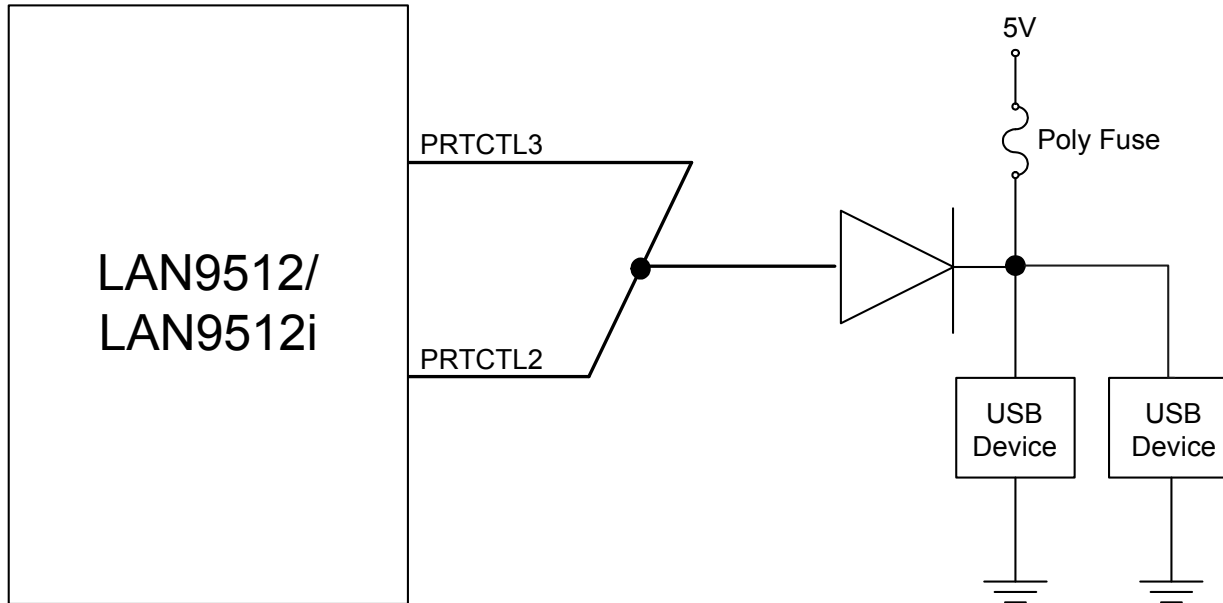 5V
Poly Fuse
PRTCTL3
LAN9512/
LAN9512i
PRTCTL2
USB
Device
USB
Device